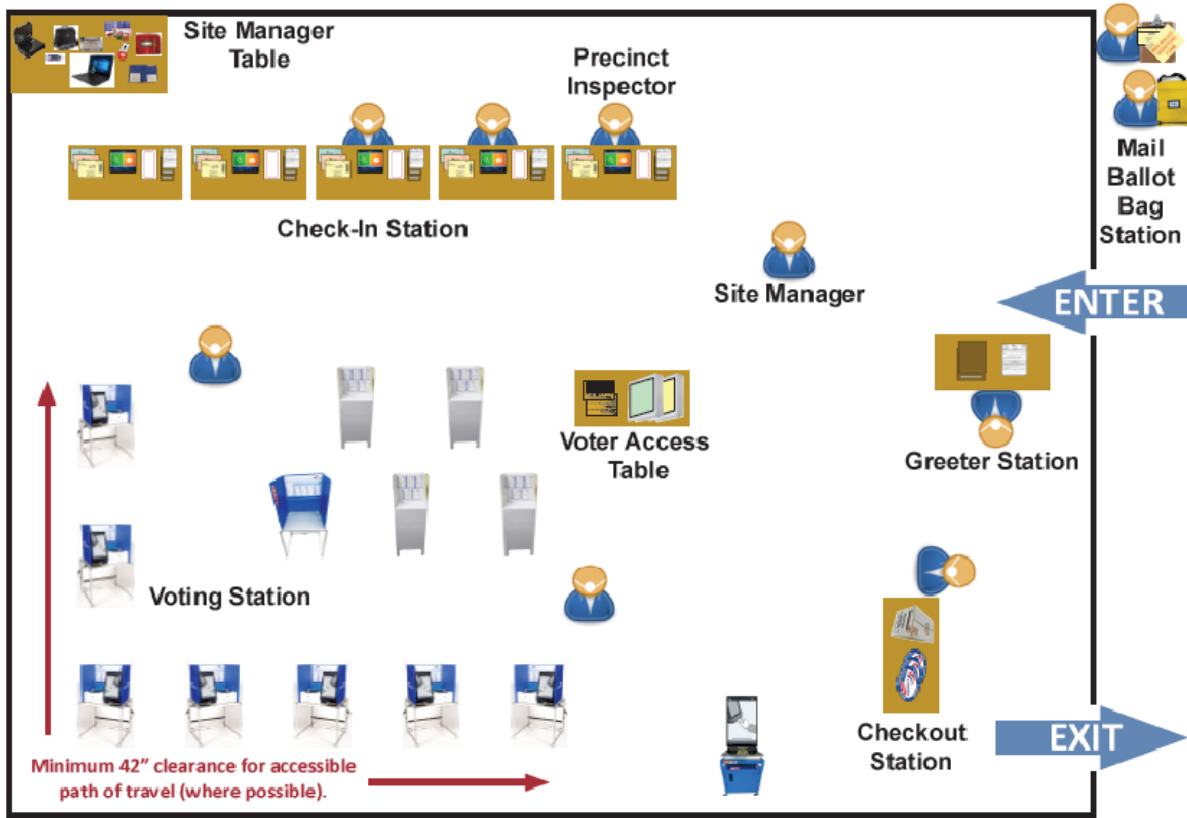 Site Manager
Table
Precinct
Inspector
Check-In Station
Mail
Ballot
Bag
Station
Site Manager
ENTER
Voter Access
Table
Greeter Station
Voting Station
Checkout
Station
EXIT
Minimum 42” clearance for accessible
path of travel (where possible).